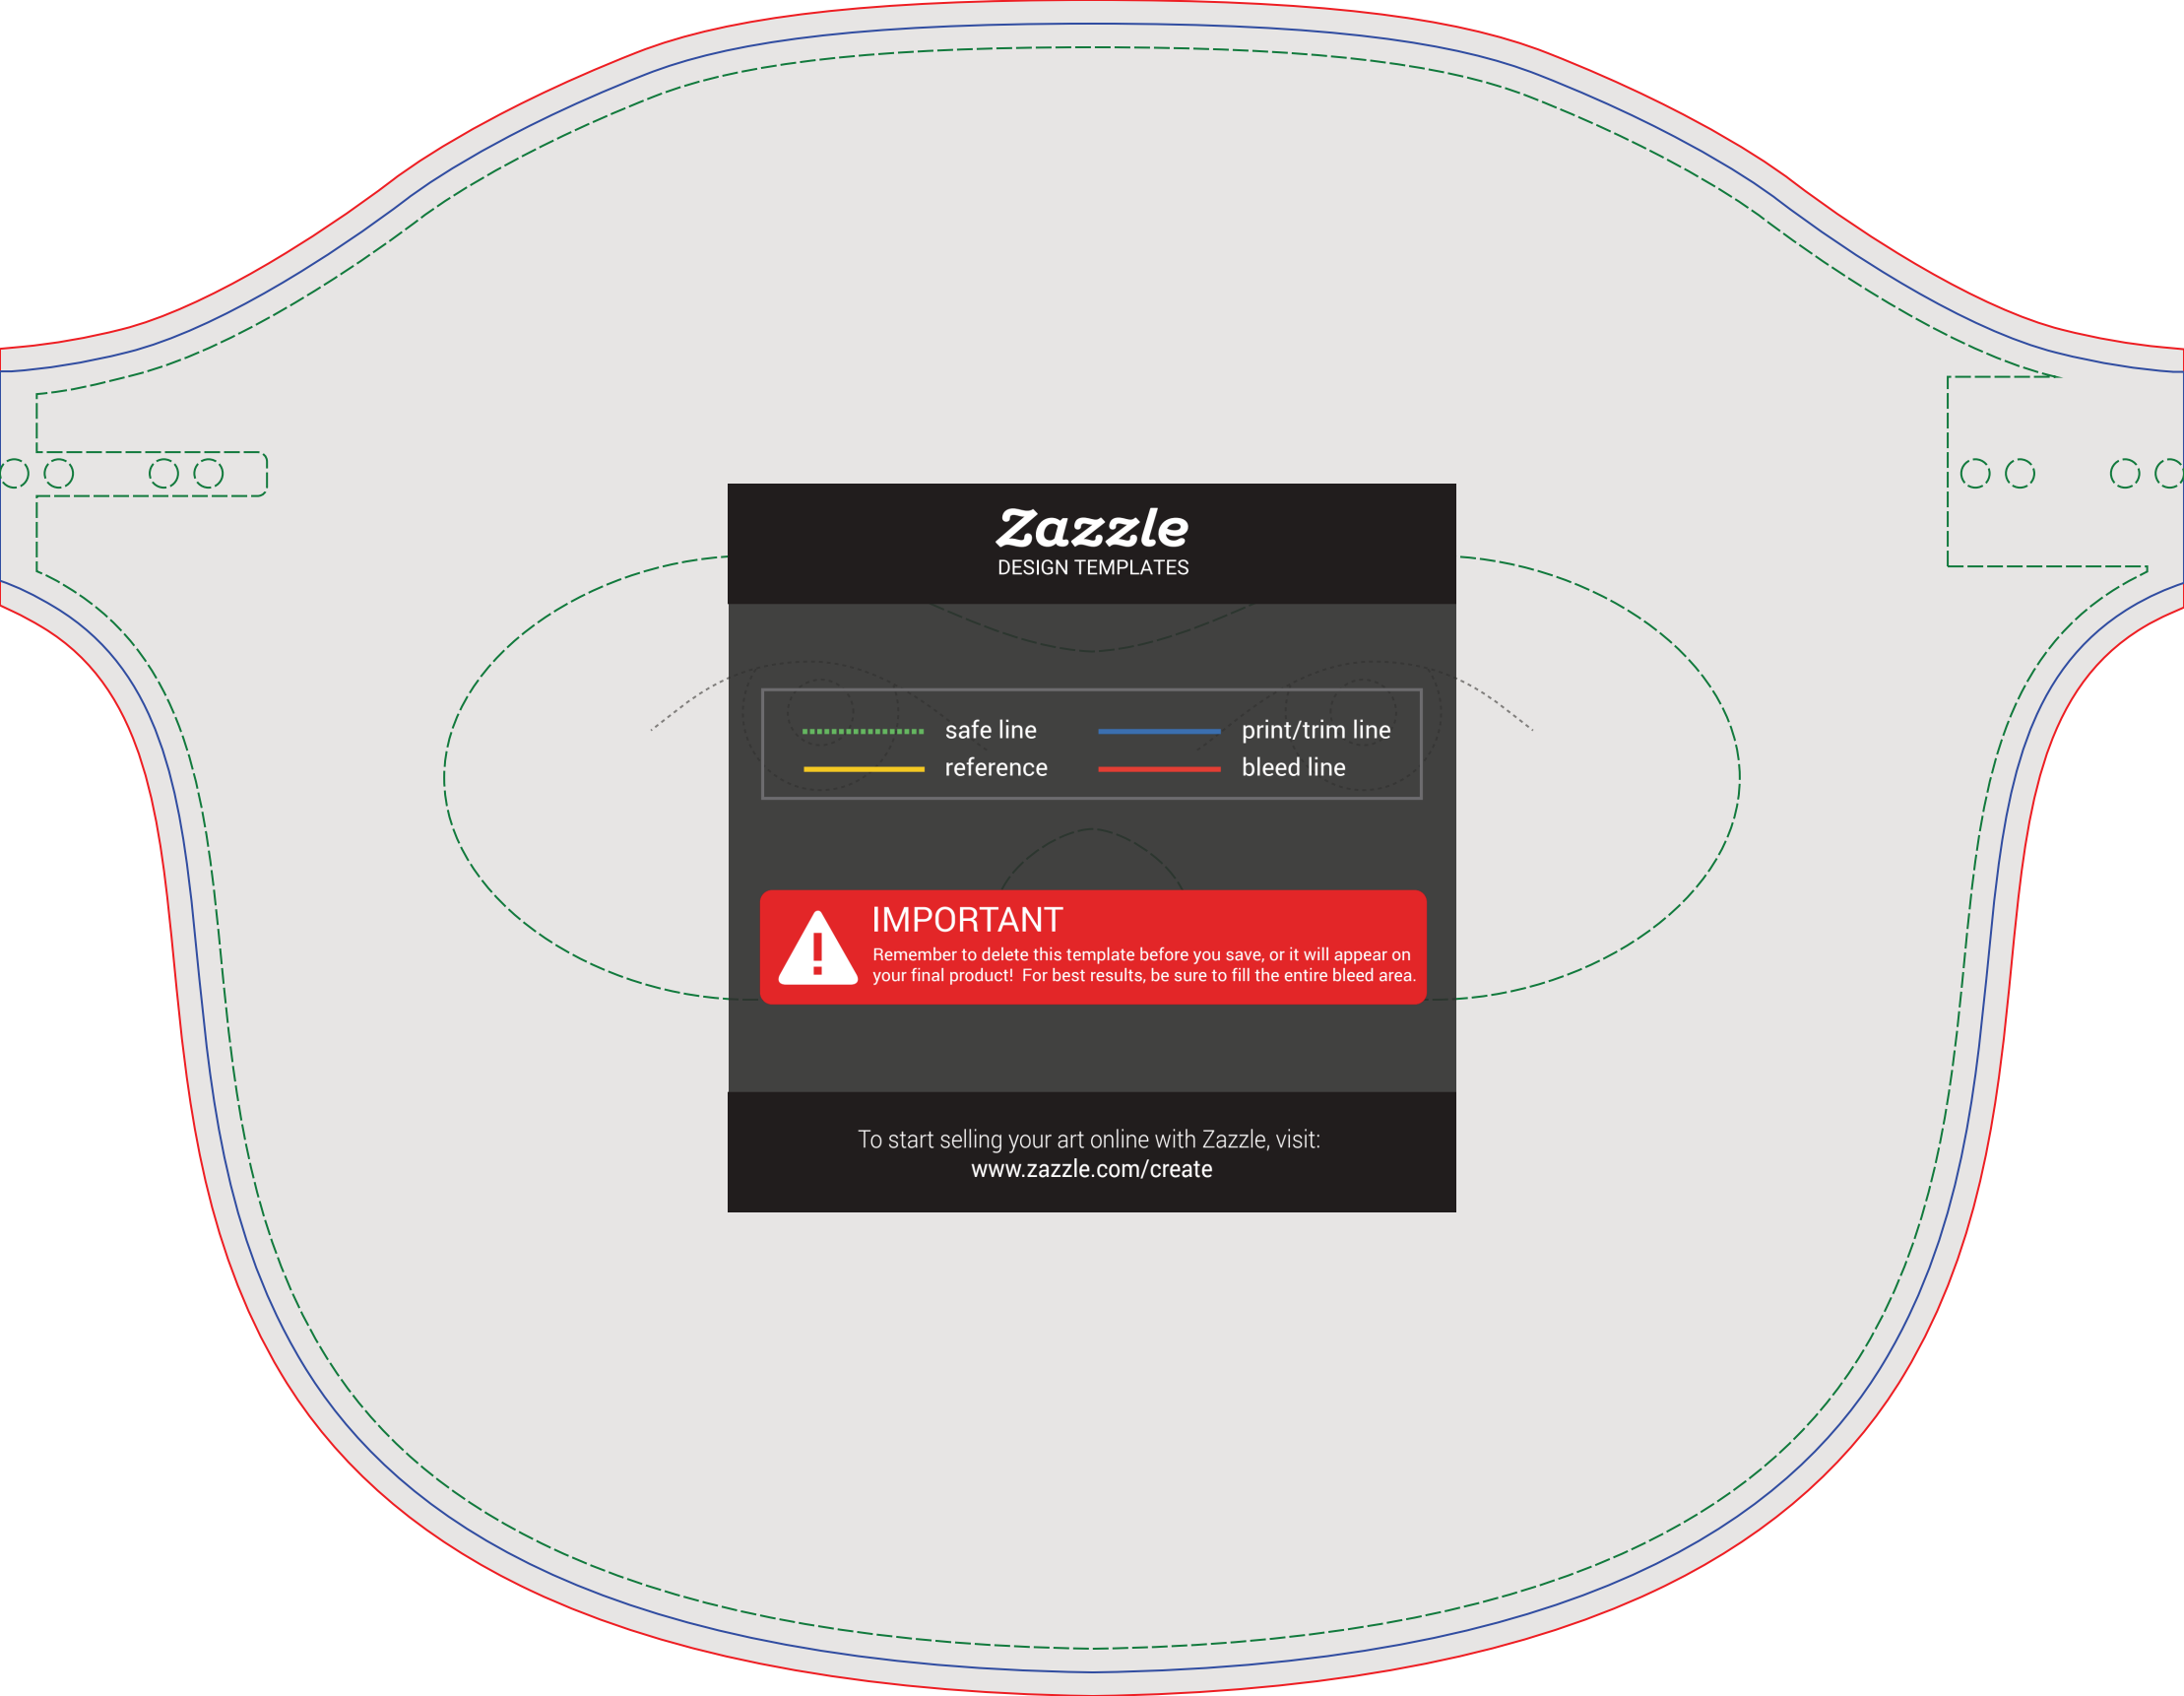 Zazzle
DESIGN TEMPLATES
safe line
print/trim line
reference
bleed line
IMPORTANT
Remember to delete this template before you save, or it will appear on
your final product!  For best results, be sure to fill the entire bleed area.
To start selling your art online with Zazzle, visit:
www.zazzle.com/create